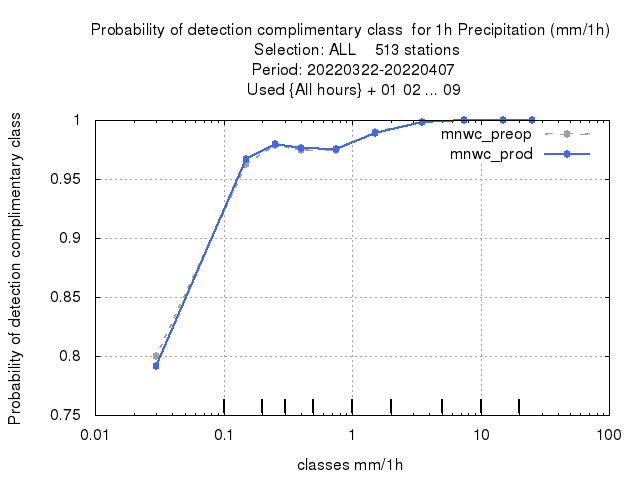 Probability of detection complimentary class  for 1h Precipitation (mm/1h)
Selection: ALL    513 stations
Period: 20220322-20220407
Used {All hours} + 01 02 ... 09
Probability of detection complimentary class
1
0.95
0.9
0.85
0.8
0.75
mnwc_preop
mnwc_prod
0.01 0.1 1 10 100
classes mm/1h